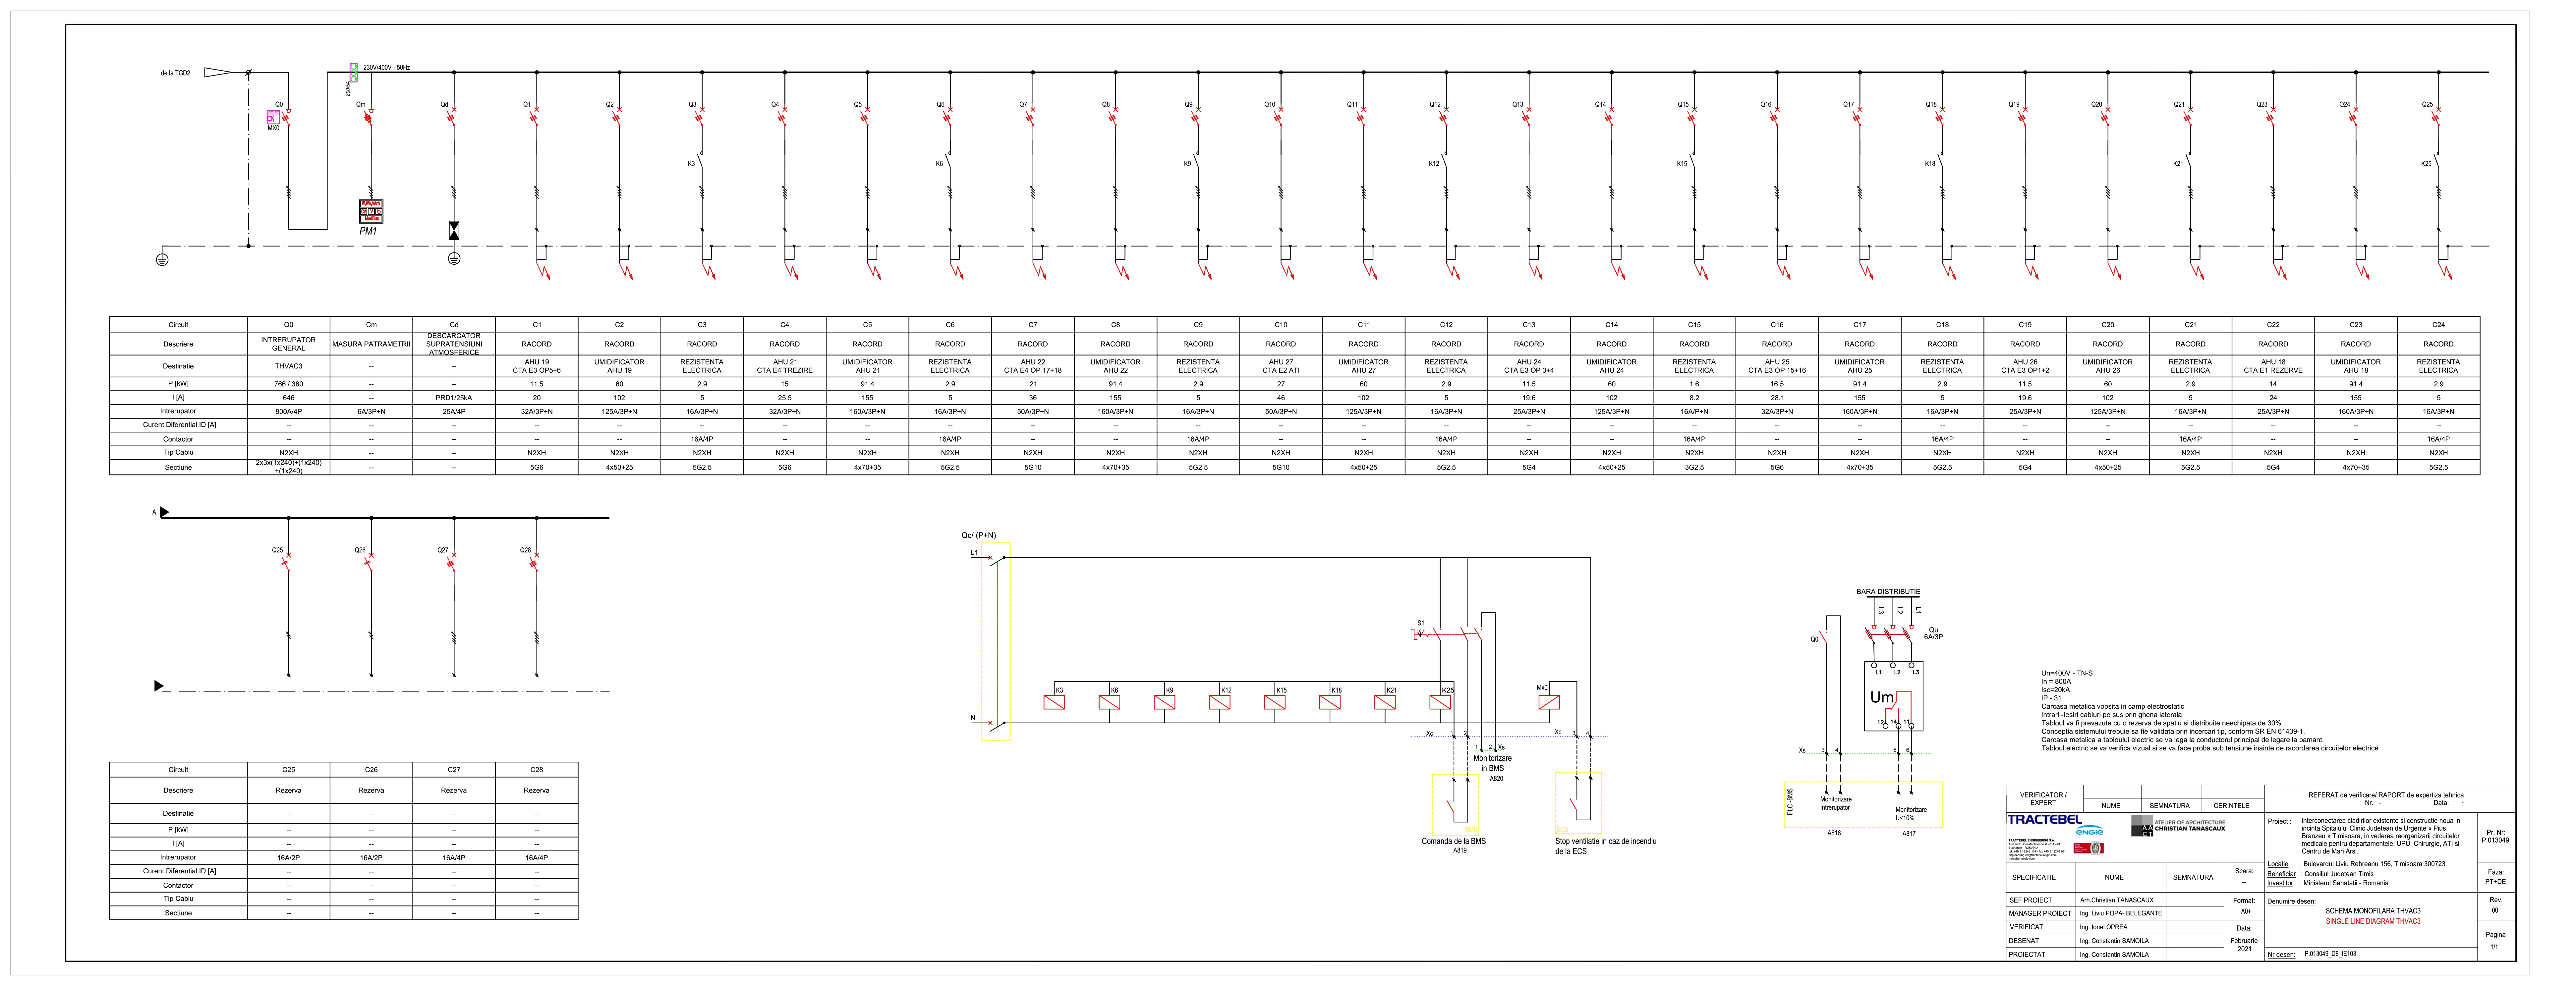 de la TGD2
800/5A
230V/400V - 50Hz
Q0 Qm Qd Q1 Q2 Q3 Q4 Q5 Q6 Q7 Q8 Q9 Q10 Q11 Q12 Q13 Q14 Q15 Q16 Q17 Q18 Q19 Q20 Q21 Q23 Q24 Q25
MX0
K3 K6 K9 K12 K15 K18 K21 K25
PM1
Circuit Q0 Cm Cd C1 C2 C3 C4 C5 C6 C7 C8 C9 C10 C11 C12 C13 C14 C15 C16 C17 C18 C19 C20 C21 C22 C23 C24
Descriere INTRERUPATOR GENERAL MASURA PATRAMETRII DESCARCATOR SUPRATENSIUNI ATMOSFERICE RACORD RACORD RACORD RACORD RACORD RACORD RACORD RACORD RACORD RACORD RACORD RACORD RACORD RACORD RACORD RACORD RACORD RACORD RACORD RACORD RACORD RACORD RACORD RACORD
Destinatie THVAC3 -- -- AHU 19 CTA E3 OP5+6 UMIDIFICATOR AHU 19 REZISTENTA ELECTRICA AHU 21 CTA E4 TREZIRE UMIDIFICATOR AHU 21 REZISTENTA ELECTRICA AHU 22 CTA E4 OP 17+18 UMIDIFICATOR AHU 22 REZISTENTA ELECTRICA AHU 27 CTA E2 ATI UMIDIFICATOR AHU 27 REZISTENTA ELECTRICA AHU 24 CTA E3 OP 3+4 UMIDIFICATOR AHU 24 REZISTENTA ELECTRICA AHU 25 CTA E3 OP 15+16 UMIDIFICATOR AHU 25 REZISTENTA ELECTRICA AHU 26 CTA E3 OP1+2 UMIDIFICATOR AHU 26 REZISTENTA ELECTRICA AHU 18 CTA E1 REZERVE UMIDIFICATOR AHU 18 REZISTENTA ELECTRICA
P [kW] 766 / 380 -- -- 11.5 60 2.9 15 91.4 2.9 21 91.4 2.9 27 60 2.9 11.5 60 1.6 16.5 91.4 2.9 11.5 60 2.9 14 91.4 2.9
I [A] 646 -- PRD1/25kA 20 102 5 25.5 155 5 36 155 5 46 102 5 19.6 102 8.2 28.1 155 5 19.6 102 5 24 155 5
Intrerupator 800A/4P 6A/3P+N 25A/4P 32A/3P+N 125A/3P+N 16A/3P+N 32A/3P+N 160A/3P+N 16A/3P+N 50A/3P+N 160A/3P+N 16A/3P+N 50A/3P+N 125A/3P+N 16A/3P+N 25A/3P+N 125A/3P+N 16A/P+N 32A/3P+N 160A/3P+N 16A/3P+N 25A/3P+N 125A/3P+N 16A/3P+N 25A/3P+N 160A/3P+N 16A/3P+N
Curent Diferential ID [A] -- -- -- -- -- -- -- -- -- -- -- -- -- -- -- -- -- -- -- -- -- -- -- -- -- -- --
Contactor -- -- -- -- -- 16A/4P -- -- 16A/4P -- -- 16A/4P -- -- 16A/4P -- -- 16A/4P -- -- 16A/4P -- -- 16A/4P -- -- 16A/4P
Tip Cablu N2XH -- -- N2XH N2XH N2XH N2XH N2XH N2XH N2XH N2XH N2XH N2XH N2XH N2XH N2XH N2XH N2XH N2XH N2XH N2XH N2XH N2XH N2XH N2XH N2XH N2XH
Sectiune 2x3x(1x240)+(1x240) +(1x240) -- -- 5G6 4x50+25 5G2.5 5G6 4x70+35 5G2.5 5G10 4x70+35 5G2.5 5G10 4x50+25 5G2.5 5G4 4x50+25 3G2.5 5G6 4x70+35 5G2.5 5G4 4x50+25 5G2.5 5G4 4x70+35 5G2.5
A
Q25 Q26 Q27 Q28
Circuit C25 C26 C27 C28
Descriere Rezerva Rezerva Rezerva Rezerva
Destinatie -- -- -- --
P [kW] -- -- -- --
I [A] -- -- -- --
Intrerupator 16A/2P 16A/2P 16A/4P 16A/4P
Curent Diferential ID [A] -- -- -- --
Contactor -- -- -- --
Tip Cablu -- -- -- --
Sectiune -- -- -- --
Qc/ (P+N)
L1
S1
K3 K6 K9 K12 K15 K18 K21 K25 Mx0
N
Xc 1 2 1 2 Xs Xc 3 4
Monitorizare
in BMS
A820
BMS
ECS
Comanda de la BMS
A819
Stop ventilatie in caz de incendiu
de la ECS
BARA DISTRIBUTIE
L3 L2 L1
Q0
Qu
6A/3P
L1 L2 L3
Um
12 14 11
Xs 3 4 5 6
PLC -BMS
Monitorizare
Intrerupator
Monitorizare
U<10%
A818 A817
Un=400V - TN-S
In = 800A
Isc=20kA
IP - 31
Carcasa metalica vopsita in camp electrostatic
Intrari -Iesiri cabluri pe sus prin ghena laterala
Tabloul va fi prevazute cu o rezerva de spatiu si distribuite neechipata de 30% .
Conceptia sistemului trebuie sa fie validata prin incercari tip, conform SR EN 61439-1.
Carcasa metalica a tabloului electric se va lega la conductorul principal de legare la pamant.
Tabloul electric se va verifica vizual si se va face proba sub tensiune inainte de racordarea circuitelor electrice
VERIFICATOR /
EXPERT
NUME SEMNATURA CERINTELE
REFERAT de verificare/ RAPORT de expertiza tehnica
Nr. - Data: -
TRACTEBEL
ENGIE
TRACTEBEL ENGINEERING S.A.
ATELIER OF ARCHITECTURE
CHRISTIAN TANASCAUX
Proiect : Interconectarea cladirilor existente si constructie noua in
incinta Spitalului Clinic Judetean de Urgente « Pius
Branzeu » Timisoara, in vederea reorganizarii circuitelor
medicale pentru departamentele: UPU, Chirurgie, ATI si
Centru de Mari Arsi.
Pr. Nr:
P.013049
Locatie : Bulevardul Liviu Rebreanu 156, Timisoara 300723
Beneficiar : Consiliul Judetean Timis
Investitor : Ministerul Sanatatii - Romania
SPECIFICATIE NUME SEMNATURA
Scara:
--
Faza:
PT+DE
SEF PROIECT Arh.Christian TANASCAUX
MANAGER PROIECT Ing. Liviu POPA- BELEGANTE
VERIFICAT Ing. Ionel OPREA
DESENAT Ing. Constantin SAMOILA
PROIECTAT Ing. Constantin SAMOILA
Format:
A0+
Data:
Februarie
2021
Denumire desen:
SCHEMA MONOFILARA THVAC3
SINGLE LINE DIAGRAM THVAC3
Rev.
00
Pagina
1/1
Nr desen: P.013049_D8_IE103